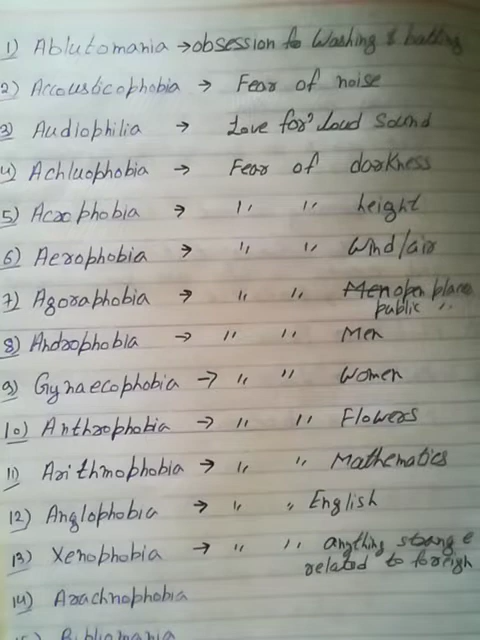 1) Ablutomania → obsession to Washing & bathing
2) Accousticophobia → Fear of noise
3) Audiophilia → Love for Loud Sound
4) Achluophobia → Fear of darkness
5) Acrophobia → " " height
6) Aerophobia → " " Wind/air
7) Agoraphobia → " " Men open place
public "
8) Androphobia → " " Men
9) Gynaecophobia → " " Women
10) Anthrophobia → " " Flowers
11) Arithmophobia → " " Mathematics
12) Anglophobia → " " English
13) Xenophobia → " " anything strange
related to foreign
14) Arachnophobia
15) Bibliomania